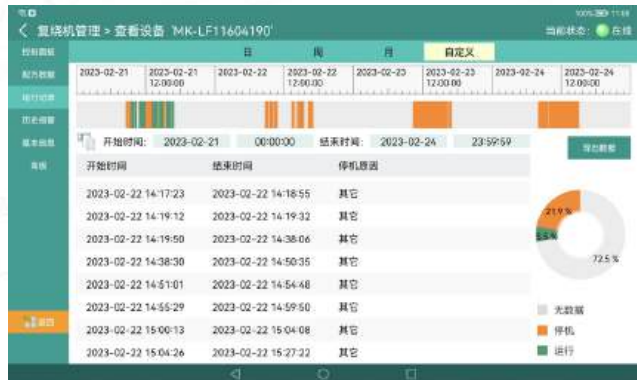 100% 11:58
复绕机管理 > 查看设备 'MK-LF11604190'
当前状态: 在线
控制面板
日 周 月 自定义
配方数据
2023-02-21 2023-02-21 12:00:00 2023-02-22 2023-02-22 12:00:00 2023-02-23 2023-02-23 12:00:00 2023-02-24 2023-02-24 12:00:00
运行记录
历史报警
基本信息
开始时间: 2023-02-21 00:00:00 结束时间: 2023-02-24 23:59:59
导出数据
开始时间 结束时间 停机原因
2023-02-22 14:17:23 2023-02-22 14:18:55 其它
2023-02-22 14:19:12 2023-02-22 14:19:32 其它
2023-02-22 14:19:50 2023-02-22 14:38:06 其它
2023-02-22 14:38:30 2023-02-22 14:50:35 其它
2023-02-22 14:51:01 2023-02-22 14:54:48 其它
2023-02-22 14:55:29 2023-02-22 14:59:50 其它
2023-02-22 15:00:13 2023-02-22 15:04:08 其它
2023-02-22 15:04:26 2023-02-22 15:27:22 其它
21.9%
5.5%
72.5%
无数据
停机
运行
返回